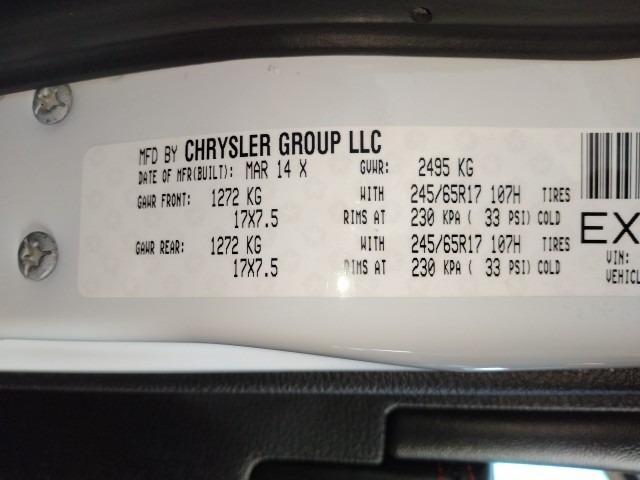 MFD BY CHRYSLER GROUP LLC
DATE OF MFR(BUILT): MAR 14 X GVWR: 2495 KG
GAWR FRONT: 1272 KG WITH 245/65R17 107H TIRES
17X7.5 RIMS AT 230 KPA ( 33 PSI) COLD
GAWR REAR: 1272 KG WITH 245/65R17 107H TIRES
17X7.5 RIMS AT 230 KPA ( 33 PSI) COLD
EX
VIN:
VEHICL